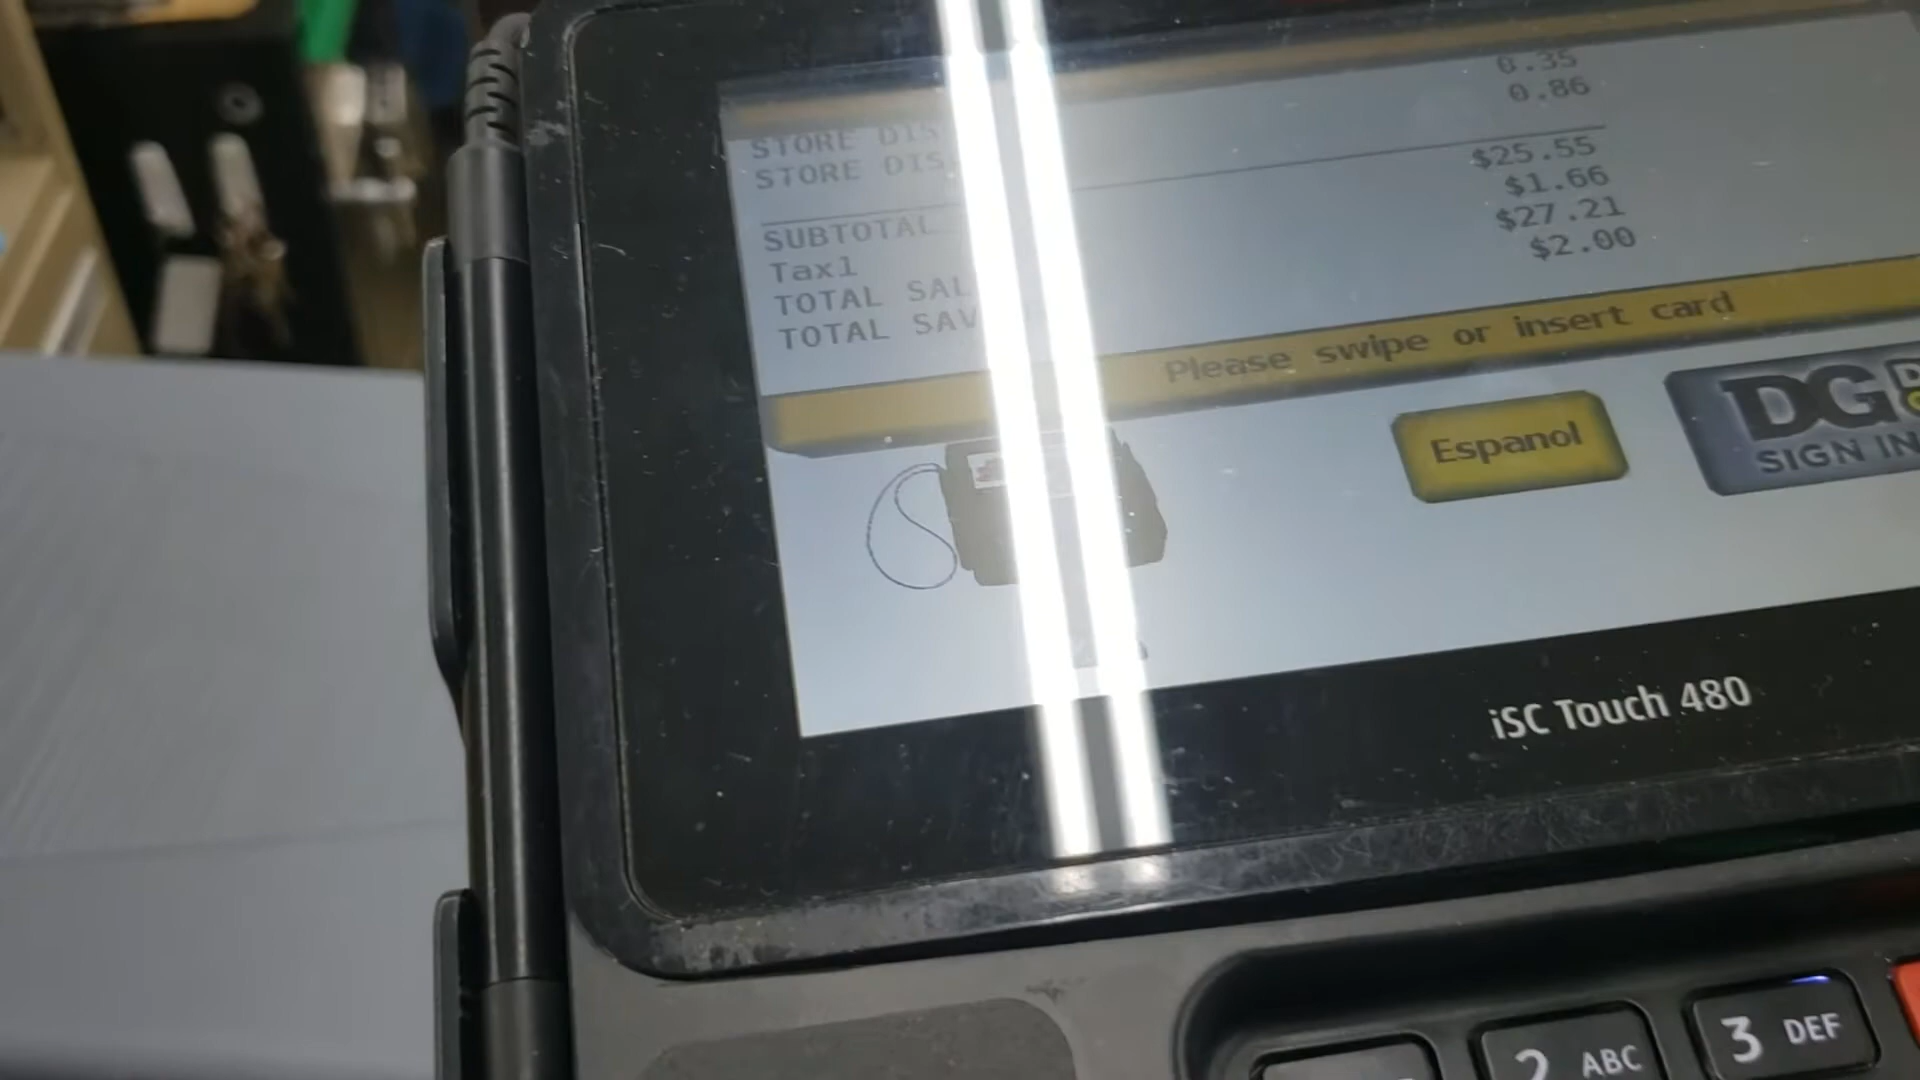 0.35
STORE DIS 0.86
STORE DIS
SUBTOTAL $25.55
Tax1 $1.66
TOTAL SAL $27.21
TOTAL SAV $2.00
Please swipe or insert card
Espanol
DG D
SIGN IN
iSC Touch 480
2 ABC
3 DEF